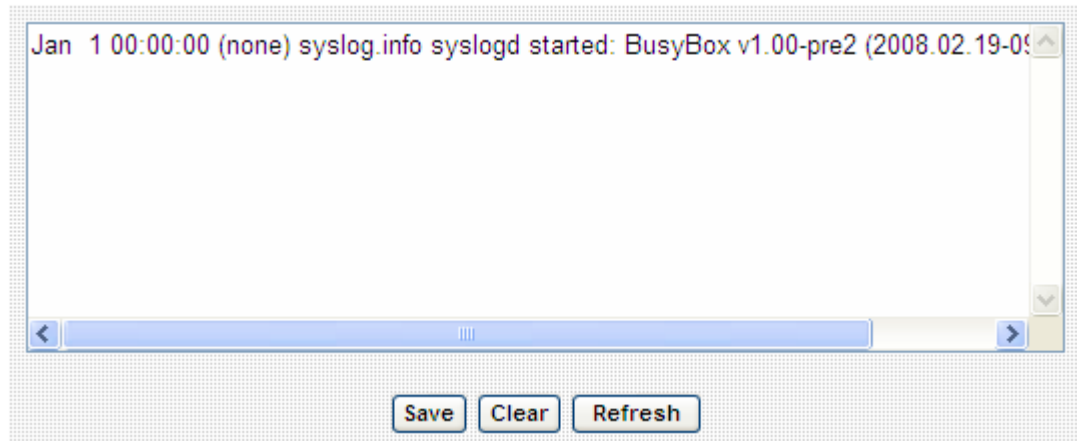 Jan  1 00:00:00 (none) syslog.info syslogd started: BusyBox v1.00-pre2 (2008.02.19-09
Save Clear Refresh